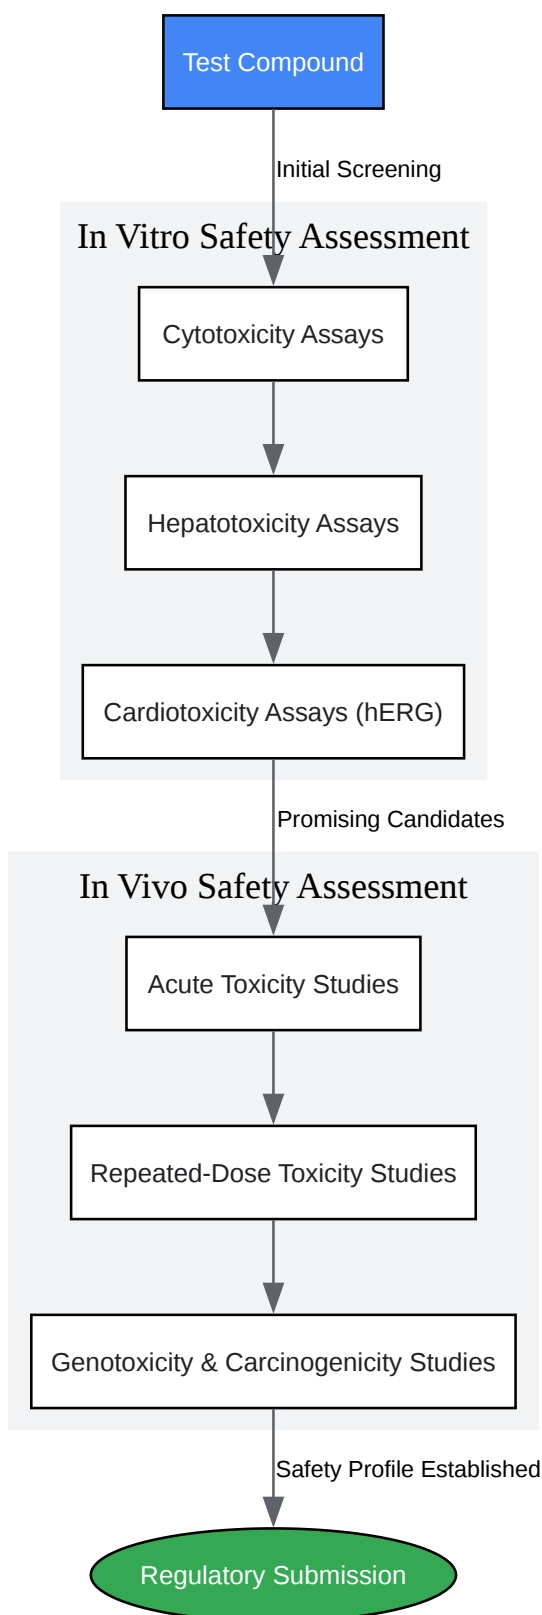 Test Compound
Initial Screening
In Vitro Safety Assessment
Cytotoxicity Assays
Hepatotoxicity Assays
Cardiotoxicity Assays (hERG)
Promising Candidates
In Vivo Safety Assessment
Acute Toxicity Studies
Repeated-Dose Toxicity Studies
Genotoxicity & Carcinogenicity Studies
Safety Profile Established
Regulatory Submission